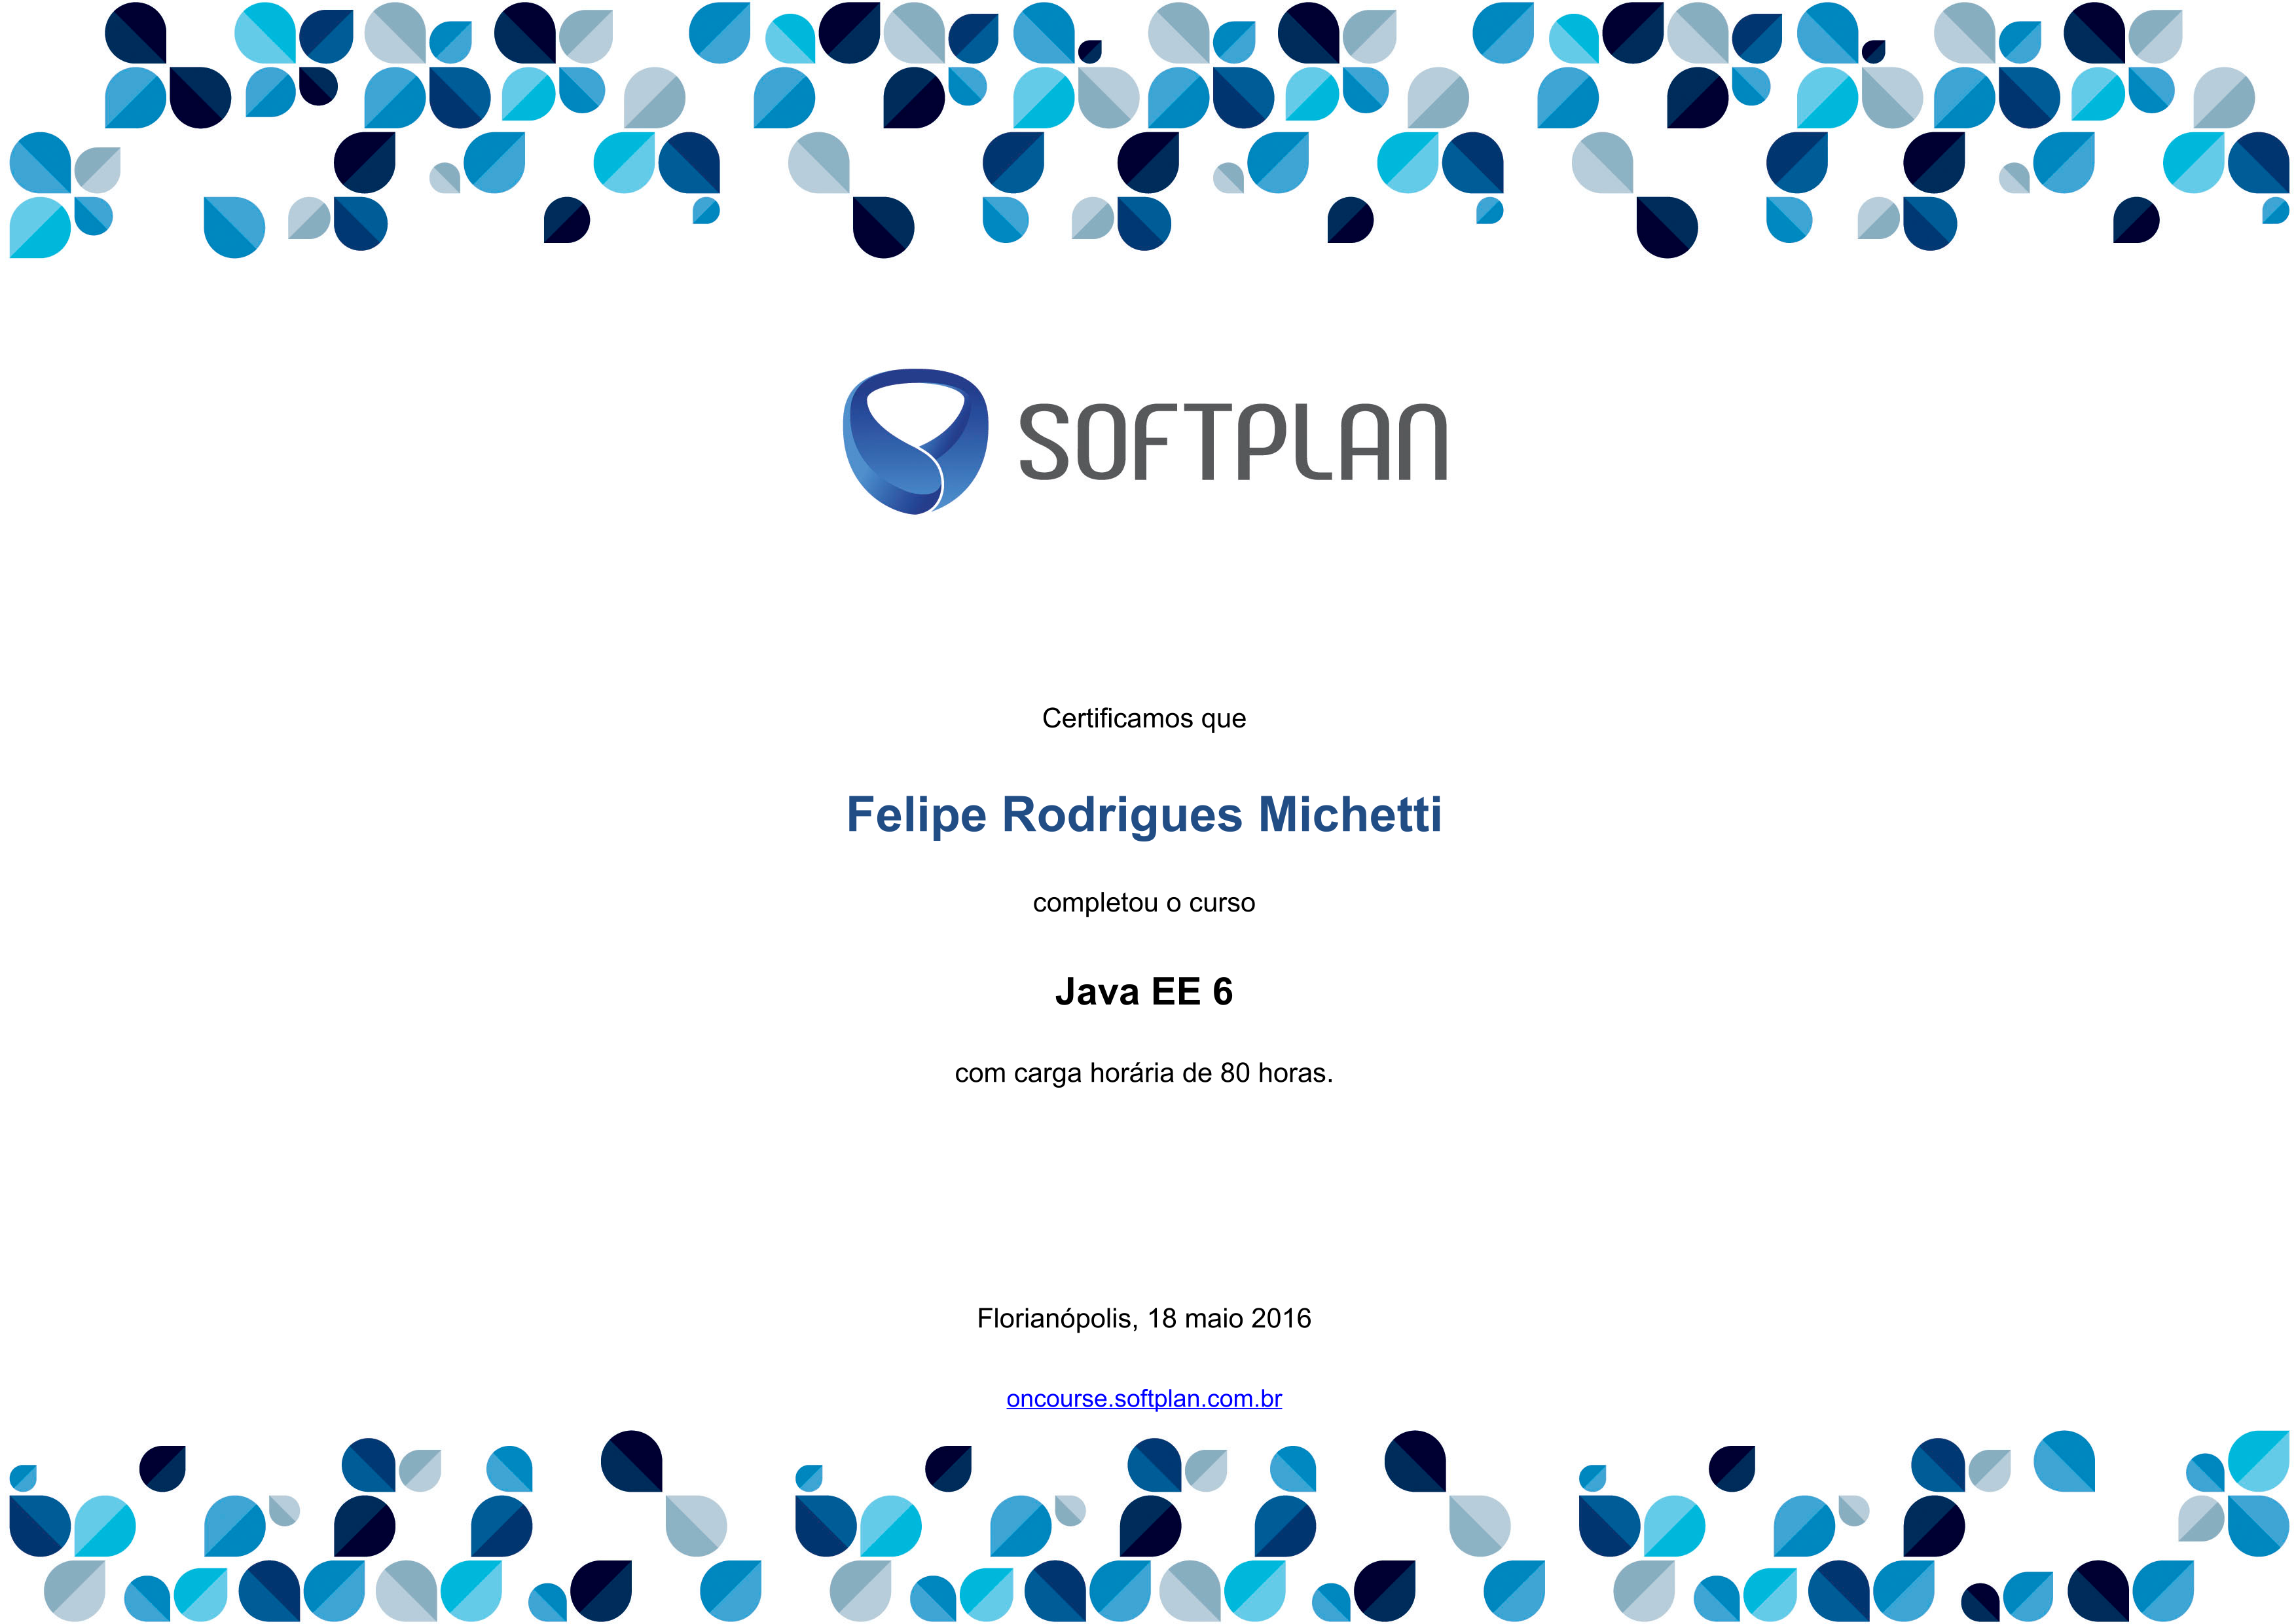 SOFTPLAN
Certificamos que
Felipe Rodrigues Michetti
completou o curso
Java EE 6
com carga horária de 80 horas.
Florianópolis, 18 maio 2016
oncourse.softplan.com.br